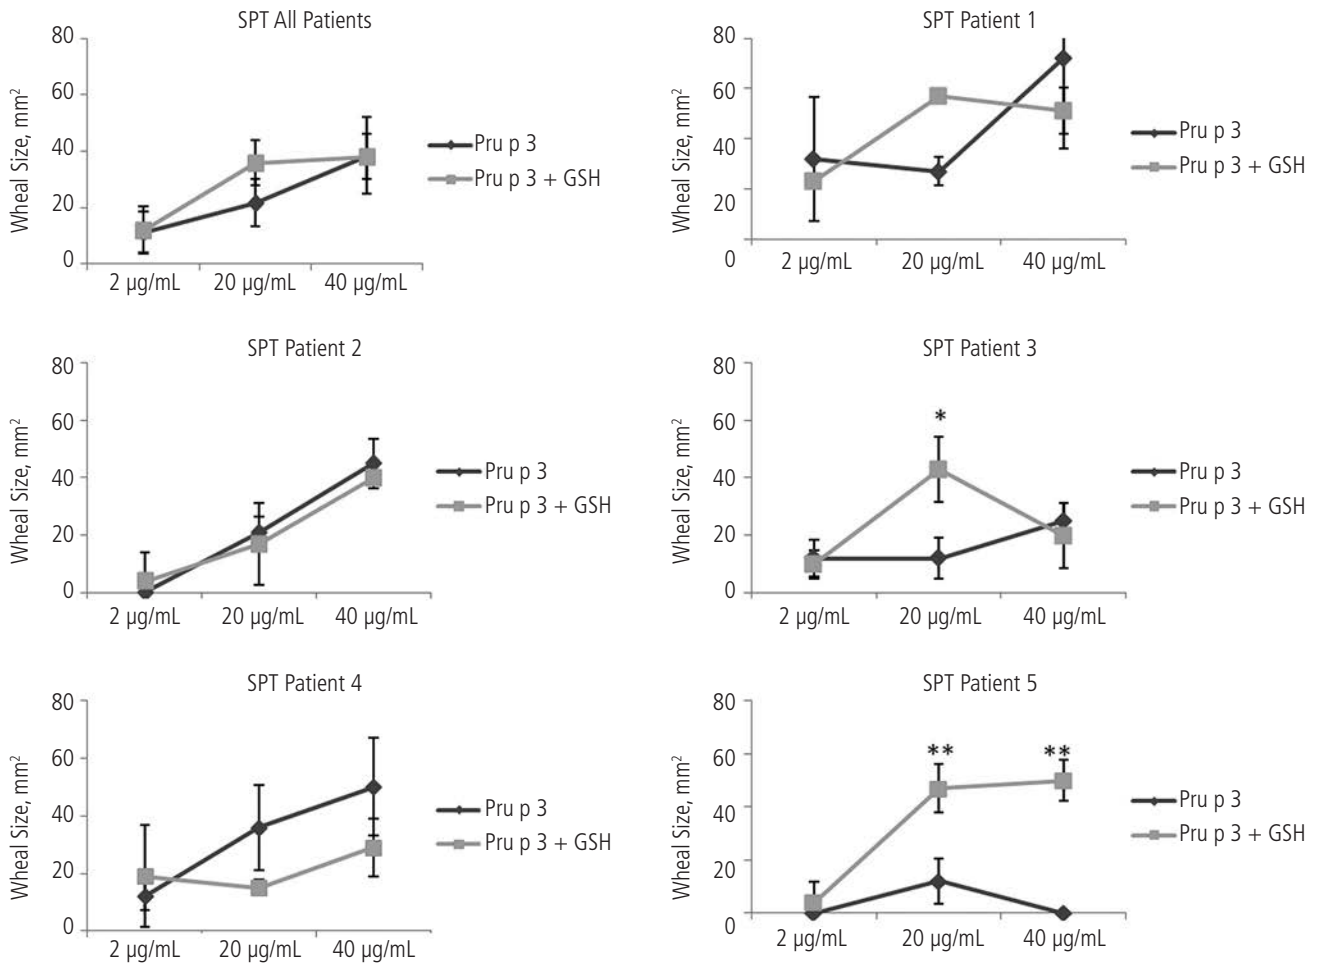 SPT All Patients
80
60
40
20
0
Wheal Size, mm²
2 µg/mL 20 µg/mL 40 µg/mL
Pru p 3
Pru p 3 + GSH
SPT Patient 1
80
60
40
20
0
Wheal Size, mm²
2 µg/mL 20 µg/mL 40 µg/mL
Pru p 3
Pru p 3 + GSH
SPT Patient 2
80
60
40
20
0
Wheal Size, mm²
2 µg/mL 20 µg/mL 40 µg/mL
Pru p 3
Pru p 3 + GSH
SPT Patient 3
80
60
40
20
0
Wheal Size, mm²
*
2 µg/mL 20 µg/mL 40 µg/mL
Pru p 3
Pru p 3 + GSH
SPT Patient 4
80
60
40
20
0
Wheal Size, mm²
2 µg/mL 20 µg/mL 40 µg/mL
Pru p 3
Pru p 3 + GSH
SPT Patient 5
80
60
40
20
0
Wheal Size, mm²
** **
2 µg/mL 20 µg/mL 40 µg/mL
Pru p 3
Pru p 3 + GSH